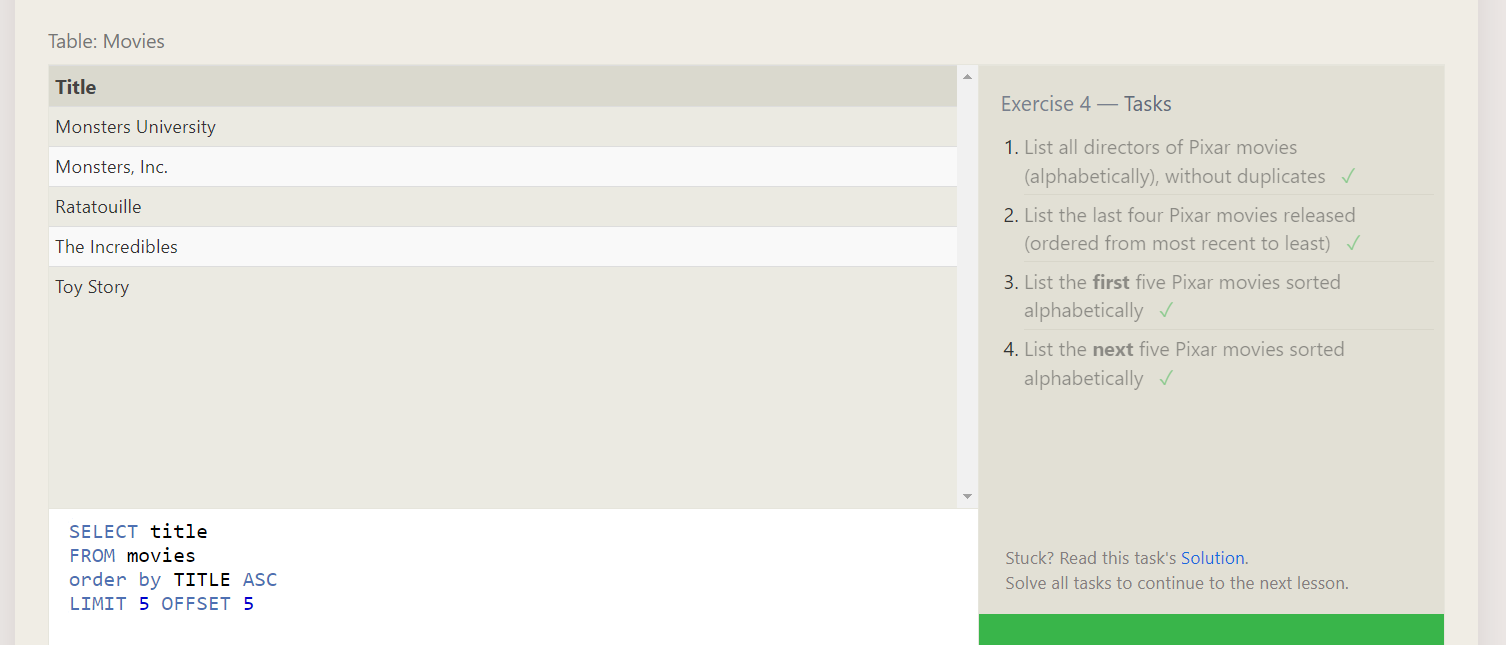 Table: Movies
Title
Monsters University
Monsters, Inc.
Ratatouille
The Incredibles
Toy Story
SELECT title
FROM movies
order by TITLE ASC
LIMIT 5 OFFSET 5
Exercise 4 — Tasks
1. List all directors of Pixar movies
(alphabetically), without duplicates ✓
2. List the last four Pixar movies released
(ordered from most recent to least) ✓
3. List the first five Pixar movies sorted
alphabetically ✓
4. List the next five Pixar movies sorted
alphabetically ✓
Stuck? Read this task's Solution.
Solve all tasks to continue to the next lesson.